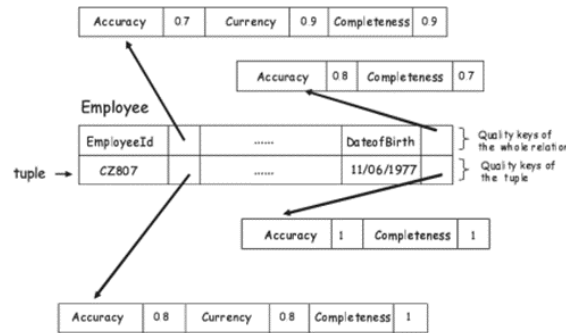 Accuracy 0.7 Currency 0.9 Completeness 0.9
Accuracy 0.8 Completeness 0.7
Employee
EmployeeId ...... DateofBirth
Quality keys of
the whole relation
tuple CZ807 ...... 11/06/1977
Quality keys of
the tuple
Accuracy 1 Completeness 1
Accuracy 0.8 Currency 0.8 Completeness 1